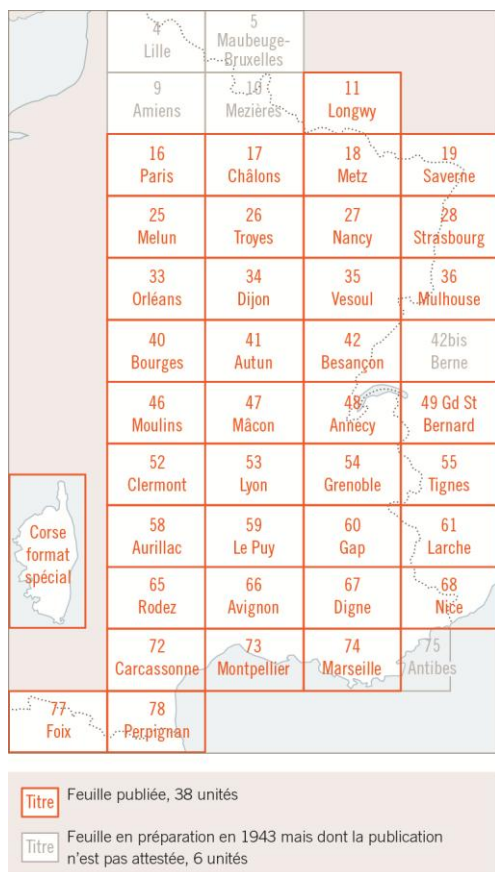 4
Lille
5
Maubeuge-
Bruxelles
9
Amiens
10
Mezières
11
Longwy
16
Paris
17
Châlons
18
Metz
19
Saverne
25
Melun
26
Troyes
27
Nancy
28
Strasbourg
33
Orléans
34
Dijon
35
Vesoul
36
Mulhouse
40
Bourges
41
Autun
42
Besançon
42bis
Berne
46
Moulins
47
Mâcon
48
Annecy
49 Gd St
Bernard
52
Clermont
53
Lyon
54
Grenoble
55
Tignes
Corse
format
spécial
58
Aurillac
59
Le Puy
60
Gap
61
Larche
65
Rodez
66
Avignon
67
Digne
68
Nice
72
Carcassonne
73
Montpellier
74
Marseille
75
Antibes
77
Foix
78
Perpignan
Titre Feuille publiée, 38 unités
Titre Feuille en préparation en 1943 mais dont la publication
n'est pas attestée, 6 unités